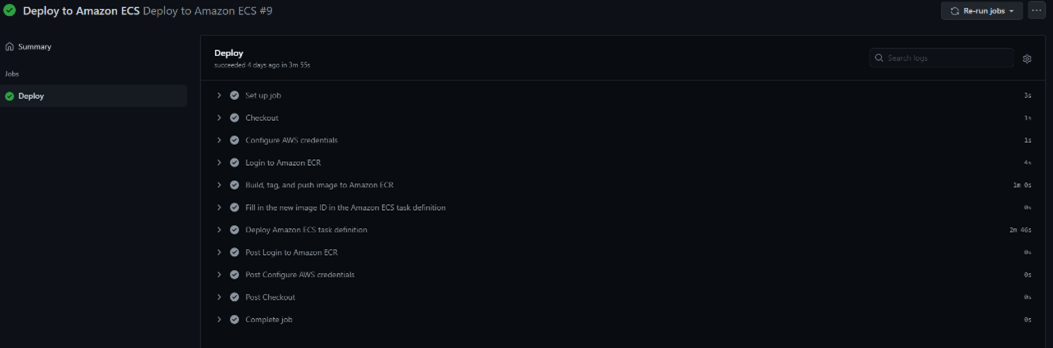 Deploy to Amazon ECS Deploy to Amazon ECS #9
Re-run jobs
Summary
Jobs
Deploy
Deploy
succeeded 4 days ago in 3m 55s
Search logs
Set up job 3s
Checkout 1s
Configure AWS credentials 1s
Login to Amazon ECR 4s
Build, tag, and push image to Amazon ECR 1m 0s
Fill in the new image ID in the Amazon ECS task definition 0s
Deploy Amazon ECS task definition 2m 46s
Post Login to Amazon ECR 0s
Post Configure AWS credentials 0s
Post Checkout 0s
Complete job 0s